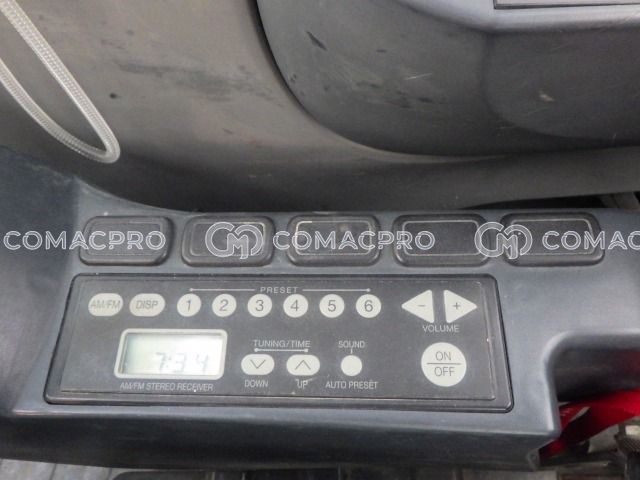 COMACPRO COMACPRO COMACPRO
PRESET
AM/FM DISP 1 2 3 4 5 6 − +
VOLUME
TUNING/TIME SOUND
7:34
ON
OFF
AM/FM STEREO RECEIVER DOWN UP AUTO PRESET